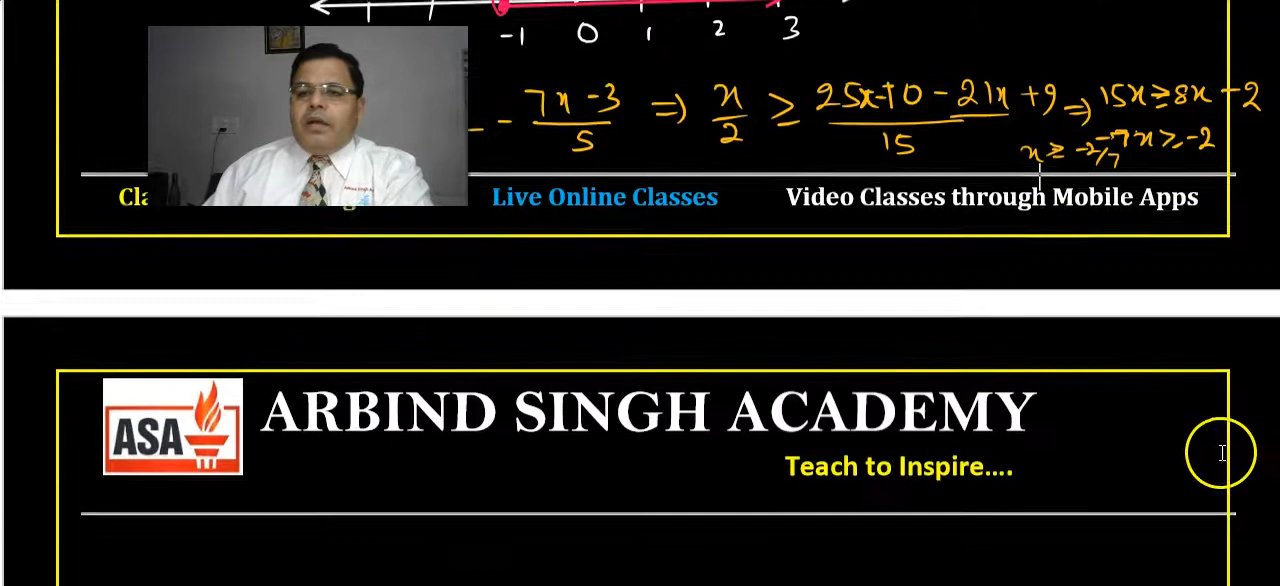 -1 0 1 2 3
- - 7x - 3 / 5 ⇒ x / 2 ≥ 25x - 10 - 21x + 9 / 15 ⇒ 15x ≥ 8x - 2
7x ≥ -2
x ≥ -2/7
Cla
Live Online Classes
Video Classes through Mobile Apps
ASA
ARBIND SINGH ACADEMY
Teach to Inspire....